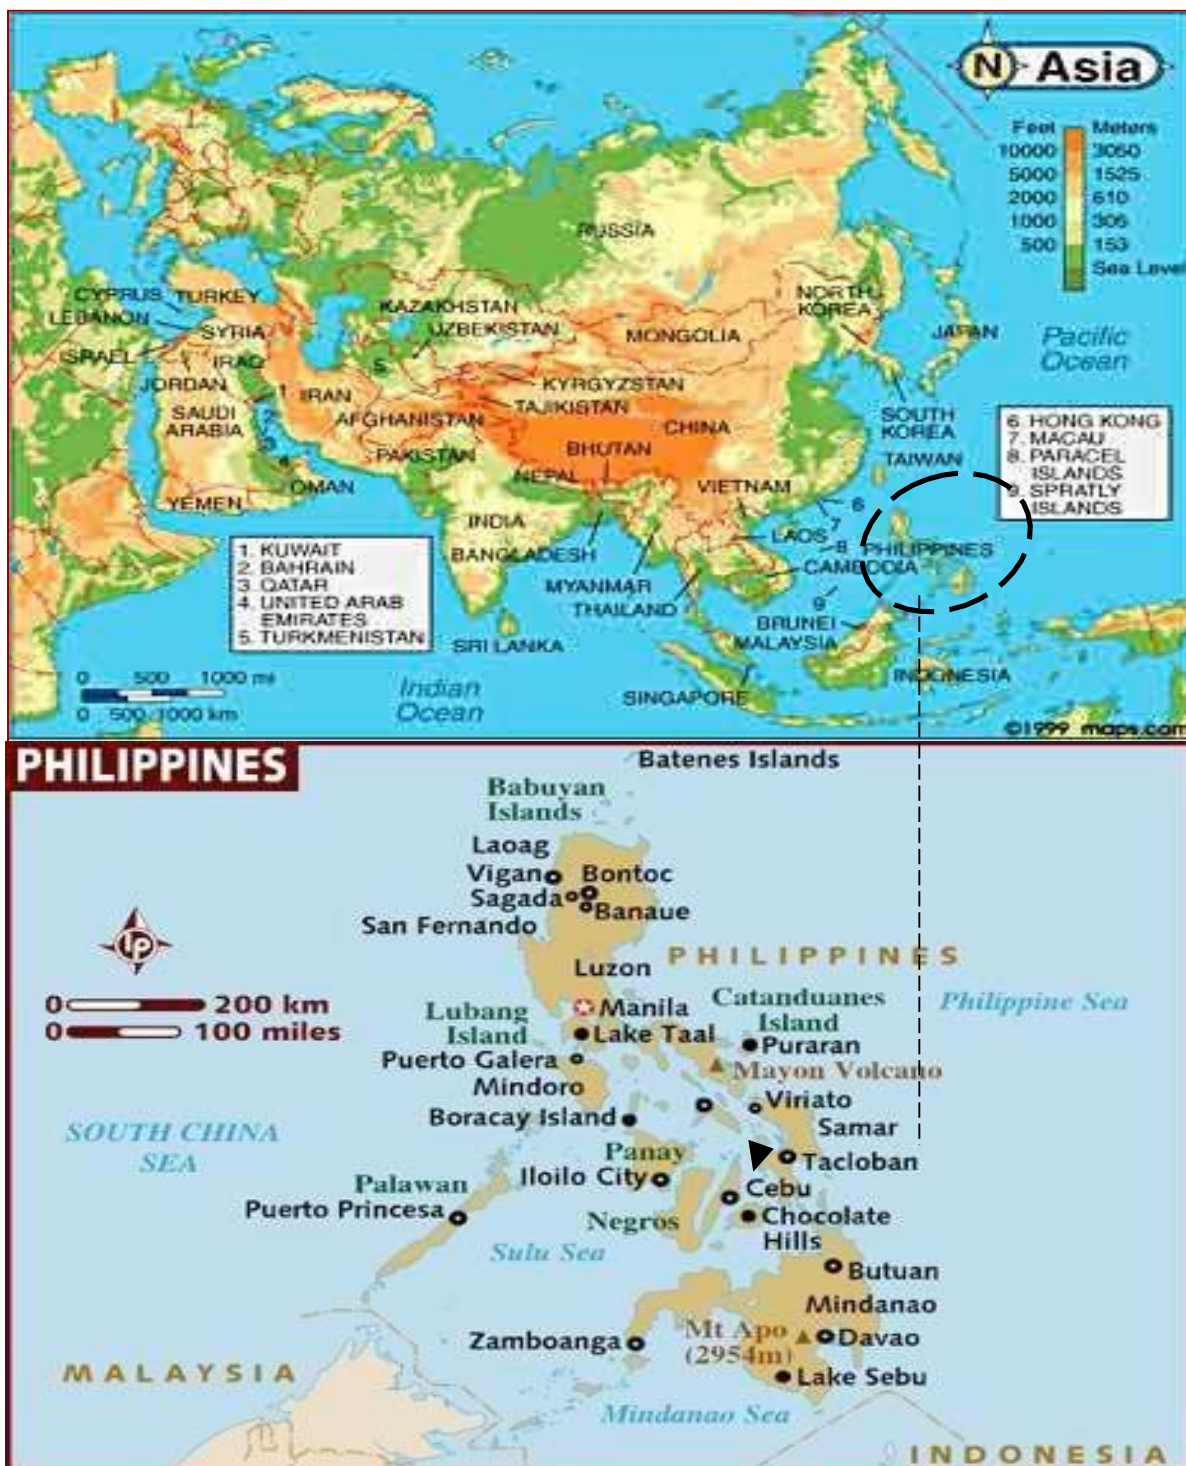 N Asia
Feet Meters
10000 3050
5000 1525
2000 610
1000 305
500 153
Sea Level
RUSSIA
CYPRUS
TURKEY
KAZAKHSTAN
NORTH
KOREA
LEBANON
SYRIA
UZBEKISTAN
MONGOLIA
JAPAN
Pacific
Ocean
ISRAEL
IRAQ
5
JORDAN
1
IRAN
KYRGYZSTAN
TAJIKISTAN
SAUDI
ARABIA
AFGHANISTAN
CHINA
SOUTH
KOREA
BHUTAN
PAKISTAN
NEPAL
TAIWAN
6 HONG KONG
7. MACAU
8. PARACEL
ISLANDS
9. SPRATLY
ISLANDS
YEMEN
OMAN
VIETNAM
6
INDIA
7
BANGLADESH
LAOS
8
PHILIPPINES
CAMBODIA
MYANMAR
THAILAND
9
BRUNEI
MALAYSIA
1. KUWAIT
2. BAHRAIN
3. QATAR
4. UNITED ARAB
EMIRATES
5. TURKMENISTAN
SRI LANKA
INDONESIA
SINGAPORE
0 500 1000 mi
0 500 1000 km
Indian
Ocean
©1999 maps.com
PHILIPPINES
Batenes Islands
Babuyan
Islands
Laoag
Vigan
Bontoc
Sagada
Banaue
San Fernando
LP
Luzon
PHILIPPINES
0 200 km
0 100 miles
Lubang
Island
Manila
Catanduanes
Island
Philippine Sea
Lake Taal
Puraran
Puerto Galera
Mayon Volcano
Mindoro
Viriato
Boracay Island
Samar
SOUTH CHINA
SEA
Panay
Tacloban
Palawan
Iloilo City
Cebu
Puerto Princesa
Negros
Chocolate
Hills
Sulu Sea
Butuan
Mindanao
Zamboanga
Mt Apo
(2954m)
Davao
MALAYSIA
Lake Sebu
Mindanao Sea
INDONESIA